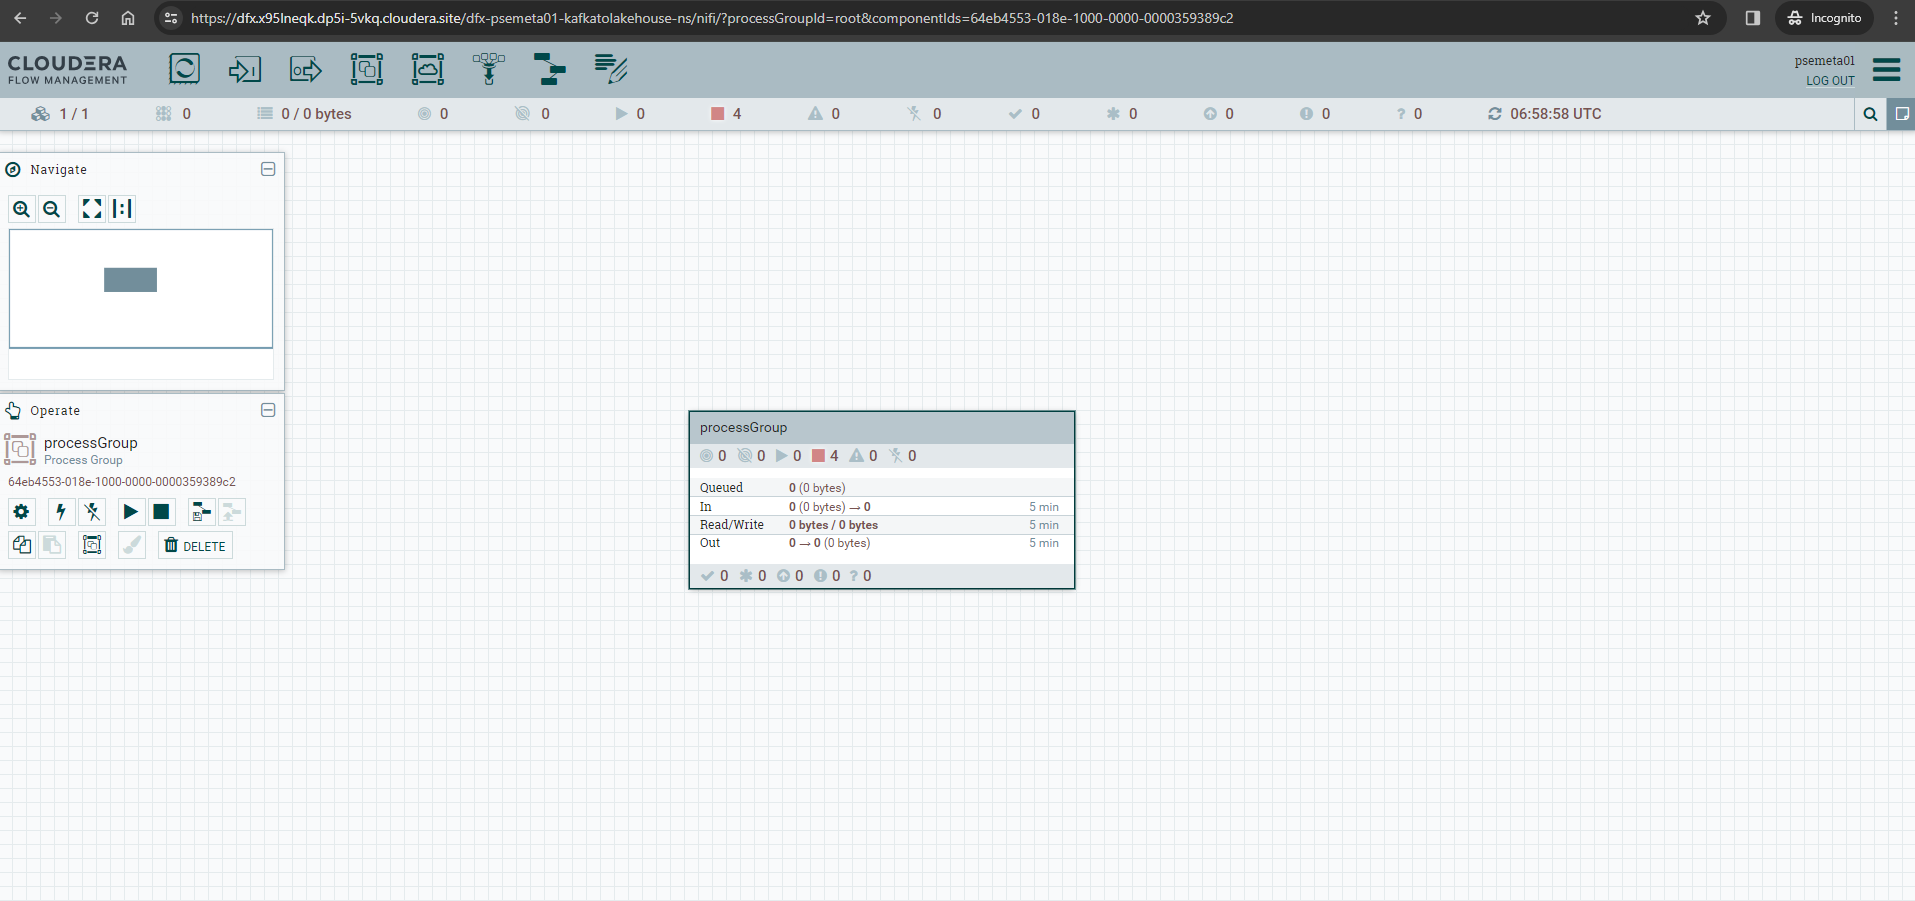 https://dfx.x95lneqk.dp5i-5vkq.cloudera.site/dfx-psemeta01-kafkatolakehouse-ns/nifi/?processGroupId=root&componentIds=64eb4553-018e-1000-0000-0000359389c2
Incognito
CLOUDERA
FLOW MANAGEMENT
psemeta01
LOG OUT
1 / 1 0 0 / 0 bytes 0 0 0 4 0 0 0 0 0 0 ? 0 06:58:58 UTC
Navigate
Operate
processGroup
Process Group
64eb4553-018e-1000-0000-0000359389c2
DELETE
processGroup
0 0 0 4 0 0
Queued 0 (0 bytes)
In 0 (0 bytes) → 0 5 min
Read/Write 0 bytes / 0 bytes 5 min
Out 0 → 0 (0 bytes) 5 min
0 0 0 0 ? 0